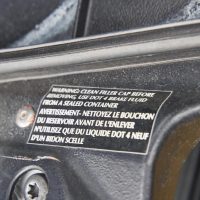 WARNING: CLEAN FILLER CAP BEFORE
REMOVING, USE DOT 4 BRAKE FLUID
FROM A SEALED CONTAINER
AVERTISSEMENT- NETTOYEZ LE BOUCHON
DU RESERVOIR AVANT DE L'ENLEVER
N'UTILISEZ QUE DU LIQUIDE DOT 4 NEUF
D'UN BIDON SCELLE